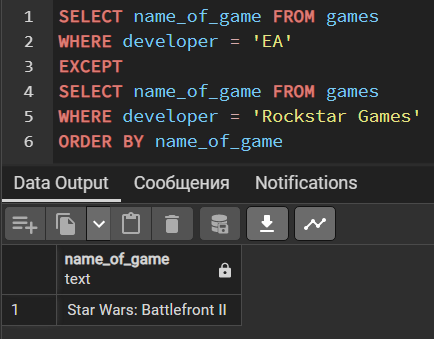 1 SELECT name_of_game FROM games
2 WHERE developer = 'EA'
3 EXCEPT
4 SELECT name_of_game FROM games
5 WHERE developer = 'Rockstar Games'
6 ORDER BY name_of_game
Data Output Сообщения Notifications
name_of_game
text
1 Star Wars: Battlefront II